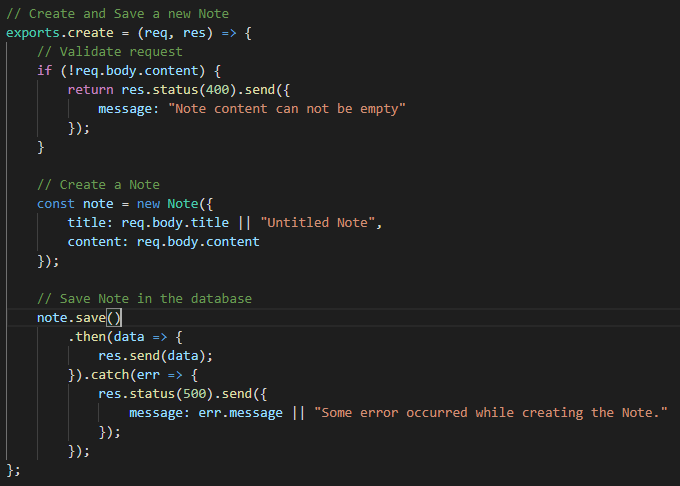 // Create and Save a new Note
exports.create = (req, res) => {
    // Validate request
    if (!req.body.content) {
        return res.status(400).send({
            message: "Note content can not be empty"
        });
    }

    // Create a Note
    const note = new Note({
        title: req.body.title || "Untitled Note",
        content: req.body.content
    });

    // Save Note in the database
    note.save()
        .then(data => {
            res.send(data);
        }).catch(err => {
            res.status(500).send({
                message: err.message || "Some error occurred while creating the Note."
            });
        });
};